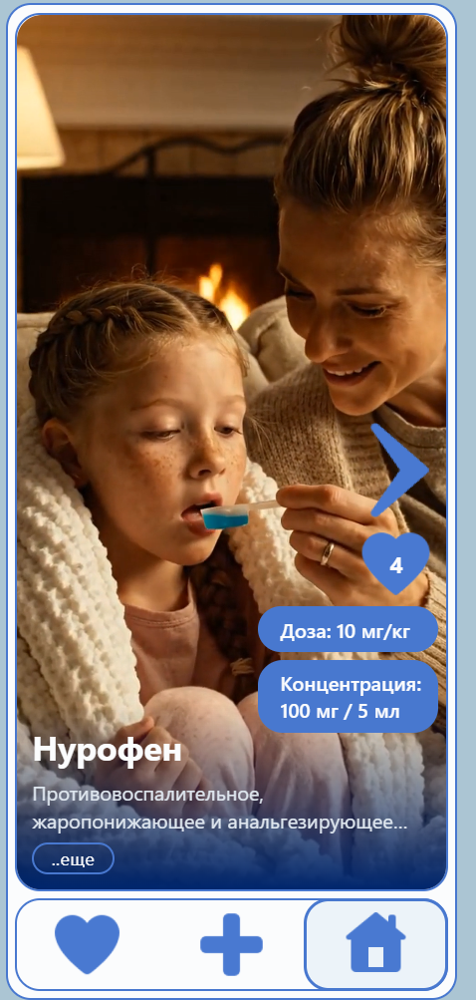 4
Доза: 10 мг/кг
Концентрация:
100 мг / 5 мл
Нурофен
Противовоспалительное,
жаропонижающее и анальгезирующее...
..еще